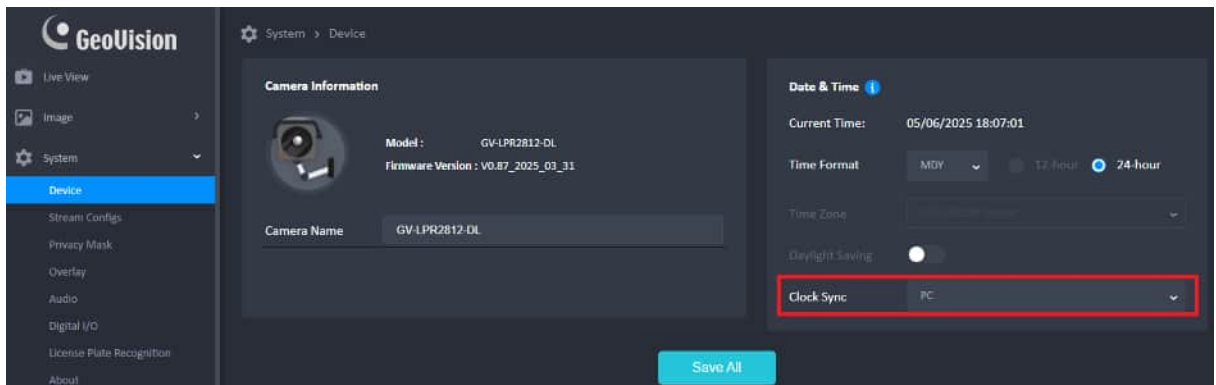 GeoVision
Live View
Image
System
Device
Stream Configs
Privacy Mask
Overlay
Audio
Digital I/O
License Plate Recognition
About
System > Device
Camera Information
Model : GV-LPR2812-DL
Firmware Version : V0.87_2025_03_31
Camera Name GV-LPR2812-DL
Date & Time i
Current Time: 05/06/2025 18:07:01
Time Format MDY 12-hour 24-hour
Time Zone
Daylight Saving
Clock Sync PC
Save All